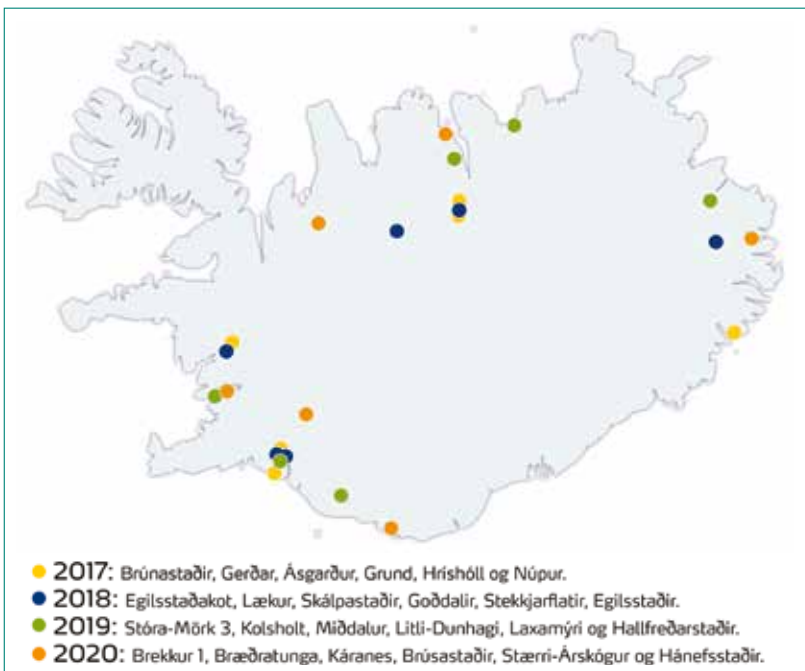 2017: Brúnastaðir, Gerðar, Ásgarður, Grund, Hrishóll og Núpur.
2018: Egilsstaðakot, Lækur, Skálpastaðir, Goðdalir, Stekkjarflatir, Egilsstaðir.
2019: Stóra-Mörk 3, Kolsholt, Miðdalur, Litli-Dunhagi, Laxamýri og Hallfreðarstaðir.
2020: Brekkur 1, Bræðratunga, Káranes, Brúsastaðir, Stærri-Árskógur og Hánefsstaðir.